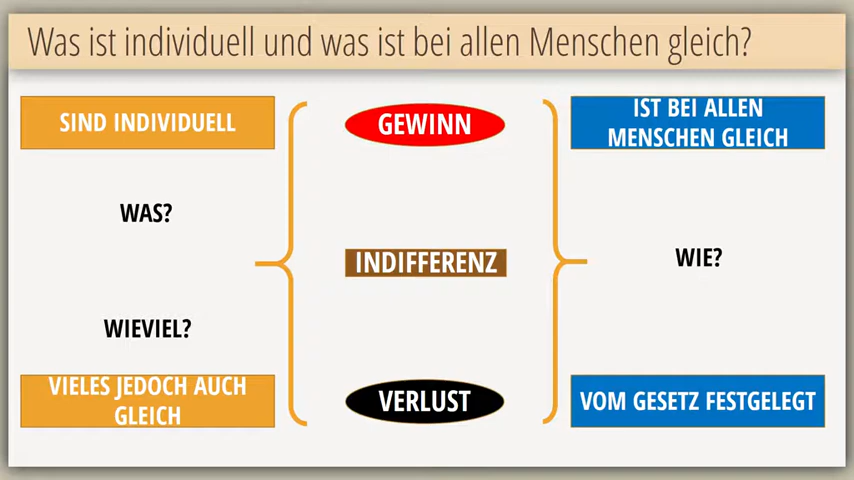 Was ist individuell und was ist bei allen Menschen gleich?
SIND INDIVIDUELL
WAS?
WIEVIEL?
VIELES JEDOCH AUCH
GLEICH
GEWINN
INDIFFERENZ
VERLUST
IST BEI ALLEN
MENSCHEN GLEICH
WIE?
VOM GESETZ FESTGELEGT